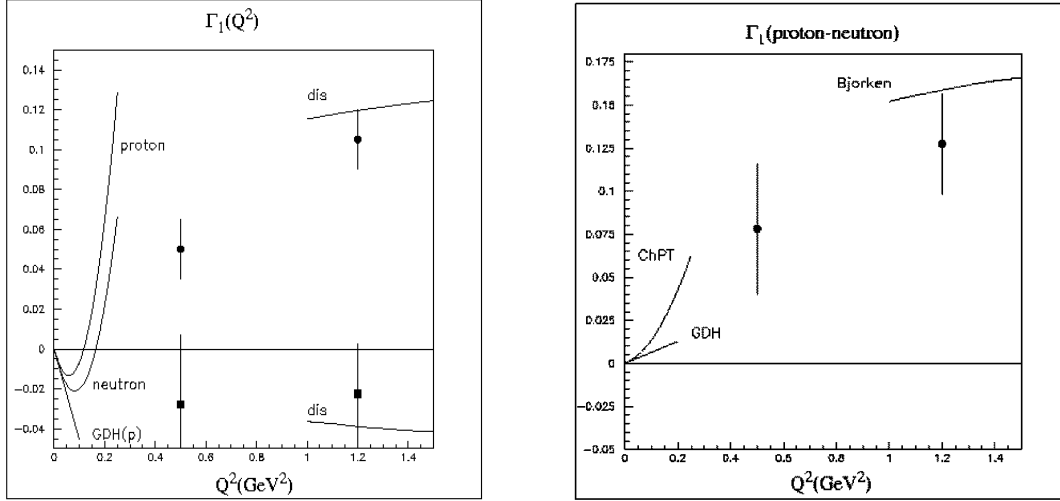 Γ₁(Q²)
0.14
0.12
0.1
0.08
0.06
0.04
0.02
0
−0.02
−0.04
dis
proton
neutron
GDH(p)
dis
0 0.2 0.4 0.6 0.8 1 1.2 1.4
Q²(GeV²)
Γ₁(proton-neutron)
0.175
0.15
0.125
0.1
0.075
0.05
0.025
0
−0.025
−0.05
Bjorken
ChPT
GDH
0 0.2 0.4 0.6 0.8 1 1.2 1.4
Q²(GeV²)